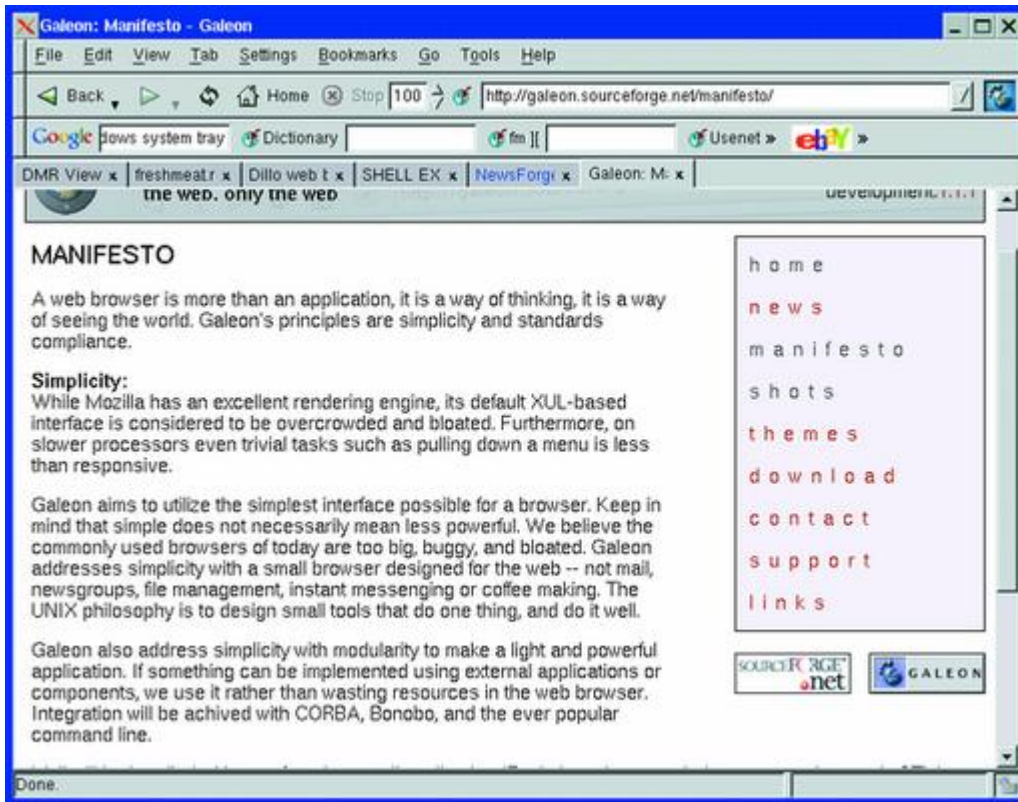 Galeon: Manifesto - Galeon
File Edit View Tab Settings Bookmarks Go Tools Help
Back Home Stop 100 http://galeon.sourceforge.net/manifesto/
Google dows system tray Dictionary fm ][ Usenet » ebay »
DMR View x freshmeat.r x Dillo web b x SHELL EX x NewsForge x Galeon: Ma x
the web. only the web
development:1.1.1
MANIFESTO
A web browser is more than an application, it is a way of thinking, it is a way
of seeing the world. Galeon's principles are simplicity and standards
compliance.
Simplicity:
While Mozilla has an excellent rendering engine, its default XUL-based
interface is considered to be overcrowded and bloated. Furthermore, on
slower processors even trivial tasks such as pulling down a menu is less
than responsive.
Galeon aims to utilize the simplest interface possible for a browser. Keep in
mind that simple does not necessarily mean less powerful. We believe the
commonly used browsers of today are too big, buggy, and bloated. Galeon
addresses simplicity with a small browser designed for the web -- not mail,
newsgroups, file management, instant messenging or coffee making. The
UNIX philosophy is to design small tools that do one thing, and do it well.
Galeon also address simplicity with modularity to make a light and powerful
application. If something can be implemented using external applications or
components, we use it rather than wasting resources in the web browser.
Integration will be achived with CORBA, Bonobo, and the ever popular
command line.
home
news
manifesto
shots
themes
download
contact
support
links
SOURCEFORGE
.net
GALEON
Done.